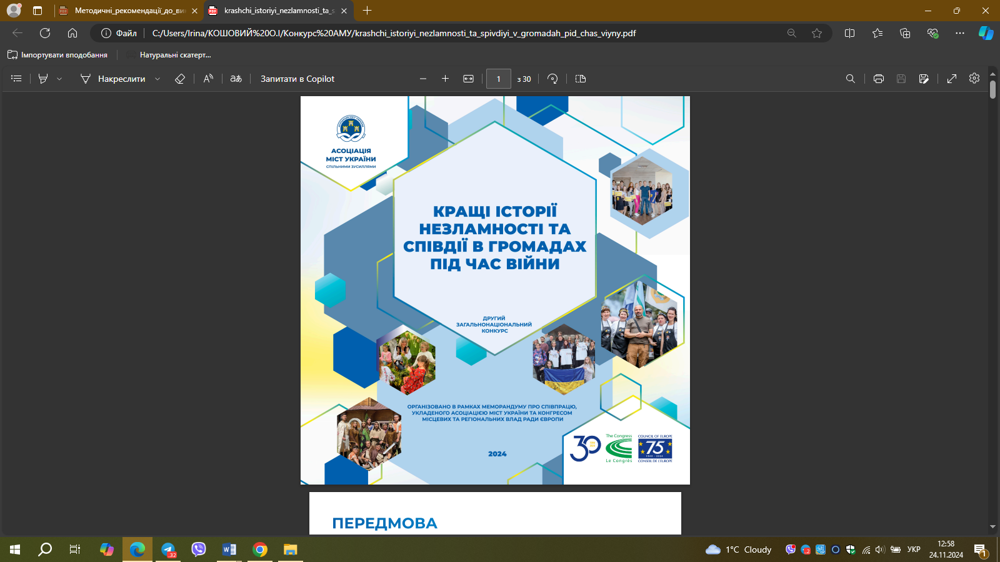 Методичні_рекомендації_до_вик
krashchi_istoriyi_nezlamnosti_ta_s
Файл
C:/Users/Irina/КОШОВИЙ%20О.І/Конкурс%20АМУ/krashchi_istoriyi_nezlamnosti_ta_spivdiyi_v_gromadah_pid_chas_viyny.pdf
Імпортувати вподобання
Натуральні скатерт...
Накреслити
Запитати в Copilot
1
з 30
АСОЦІАЦІЯ
МІСТ УКРАЇНИ
СПІЛЬНИМИ ЗУСИЛЛЯМИ
КРАЩІ ІСТОРІЇ
НЕЗЛАМНОСТІ ТА
СПІВДІЇ В ГРОМАДАХ
ПІД ЧАС ВІЙНИ
ДРУГИЙ
ЗАГАЛЬНОНАЦІОНАЛЬНИЙ
КОНКУРС
ОРГАНІЗОВАНО В РАМКАХ МЕМОРАНДУМУ ПРО СПІВПРАЦЮ,
УКЛАДЕНОГО АСОЦІАЦІЄЮ МІСТ УКРАЇНИ ТА КОНГРЕСОМ
МІСЦЕВИХ ТА РЕГІОНАЛЬНИХ ВЛАД РАДИ ЄВРОПИ
2024
30
The Congress
Le Congrès
COUNCIL OF EUROPE
75
1949 - 2024
CONSEIL DE L'EUROPE
ПЕРЕДМОВА
32
1°C Cloudy
УКР
12:58
24.11.2024
1